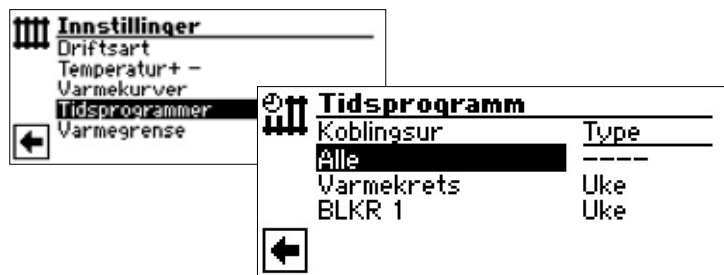 Innstillinger
Driftsart
Temperatur+ -
Varmekurver
Tidsprogrammer
Varmegrense
Tidsprogramm
Koblingsur Type
Alle ----
Varmekrets Uke
BLKR 1 Uke